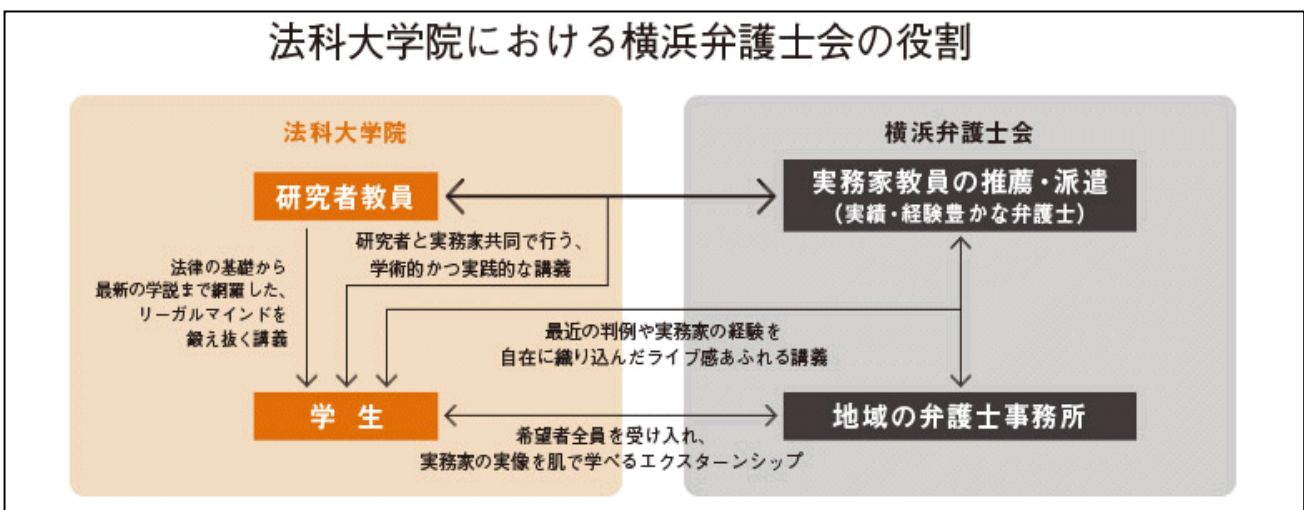 法科大学院における横浜弁護士会の役割
法科大学院
横浜弁護士会
研究者教員
実務家教員の推薦・派遣
(実績・経験豊かな弁護士)
研究者と実務家共同で行う、
学術的かつ実践的な講義
法律の基礎から
最新の学説まで網羅した、
リーガルマインドを
鍛え抜く講義
最近の判例や実務家の経験を
自在に織り込んだライブ感あふれる講義
学生
地域の弁護士事務所
希望者全員を受け入れ、
実務家の実像を肌で学べるエクスターンシップ